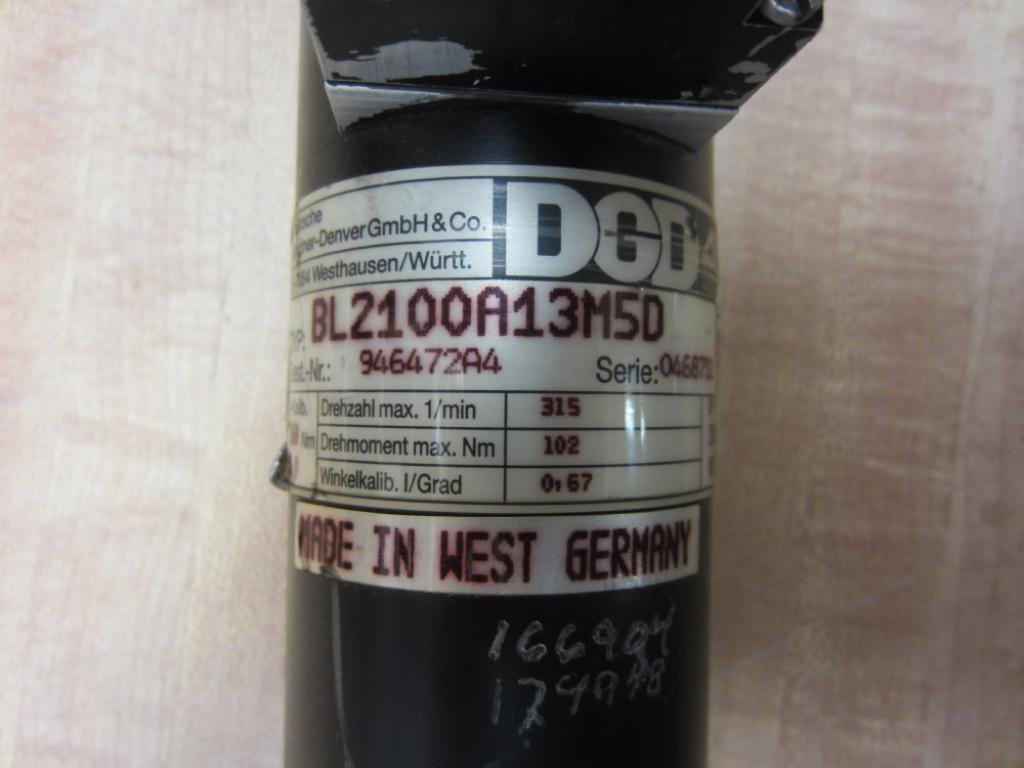 DGD
-Denver GmbH & Co.
Westhausen/Württ.
BL2100A13M5D
946472A4 Serie:
Drehzahl max. 1/min 315
Nm Drehmoment max. Nm 102
Winkelkalib. I/Grad 0,67
MADE IN WEST GERMANY
166904